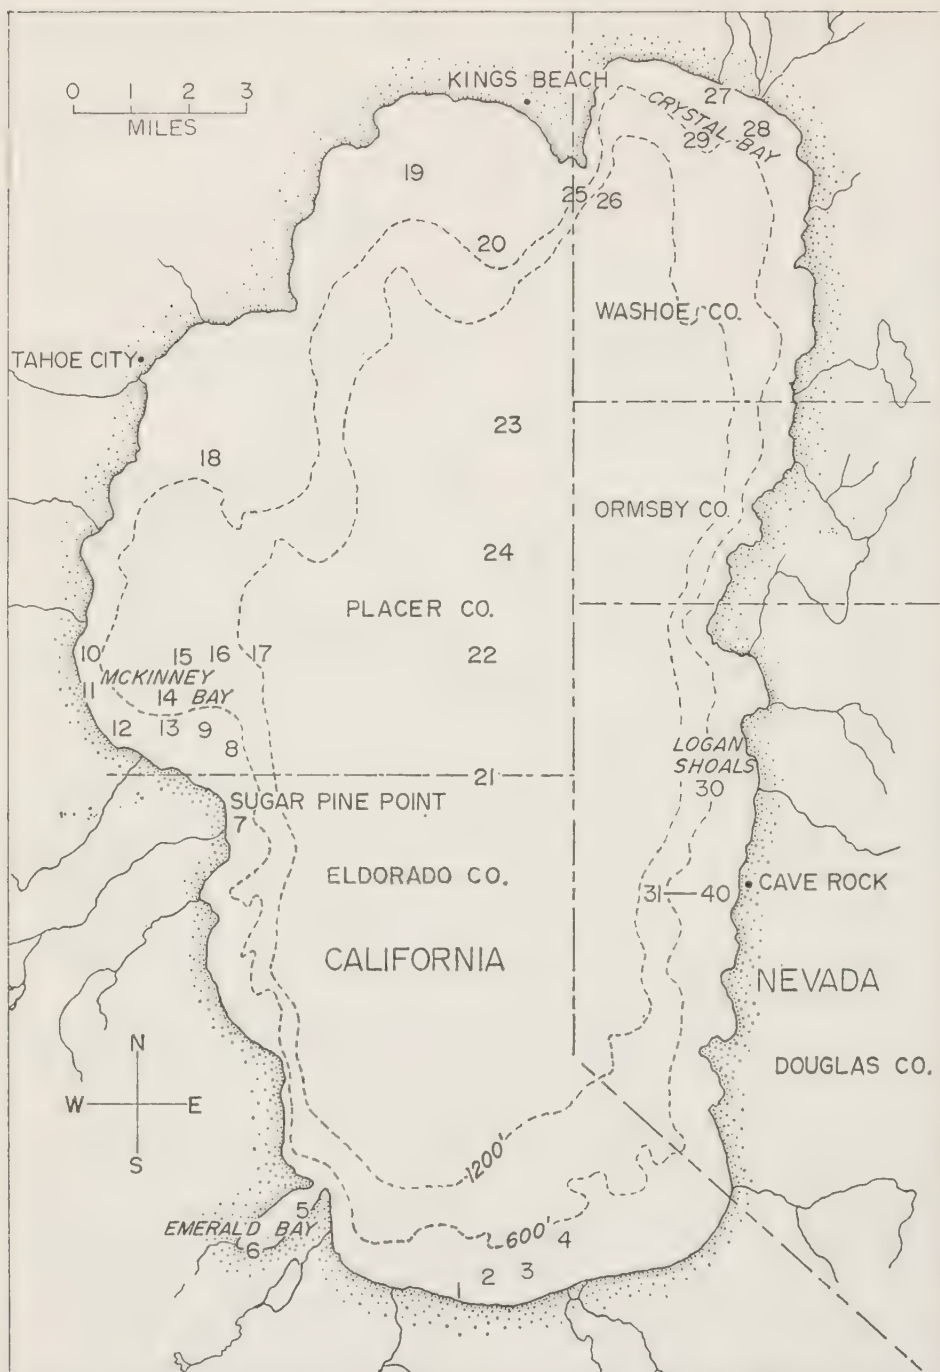 KINGS BEACH
0 1 2 3
MILES
27
CRYSTAL BAY
28
29
19
25 26
20
WASHOE CO.
TAHOE CITY
23
18
ORMSBY CO.
24
PLACER CO.
10
15 16 17
22
MCKINNEY
BAY
11
14
12
13
9
8
LOGAN
SHOALS
30
21
SUGAR PINE POINT
7
ELDORADO CO.
31 — 40
CAVE ROCK
CALIFORNIA
NEVADA
N
W E
S
DOUGLAS CO.
1200'
5
EMERALD BAY
6
600'
4
3
2
1